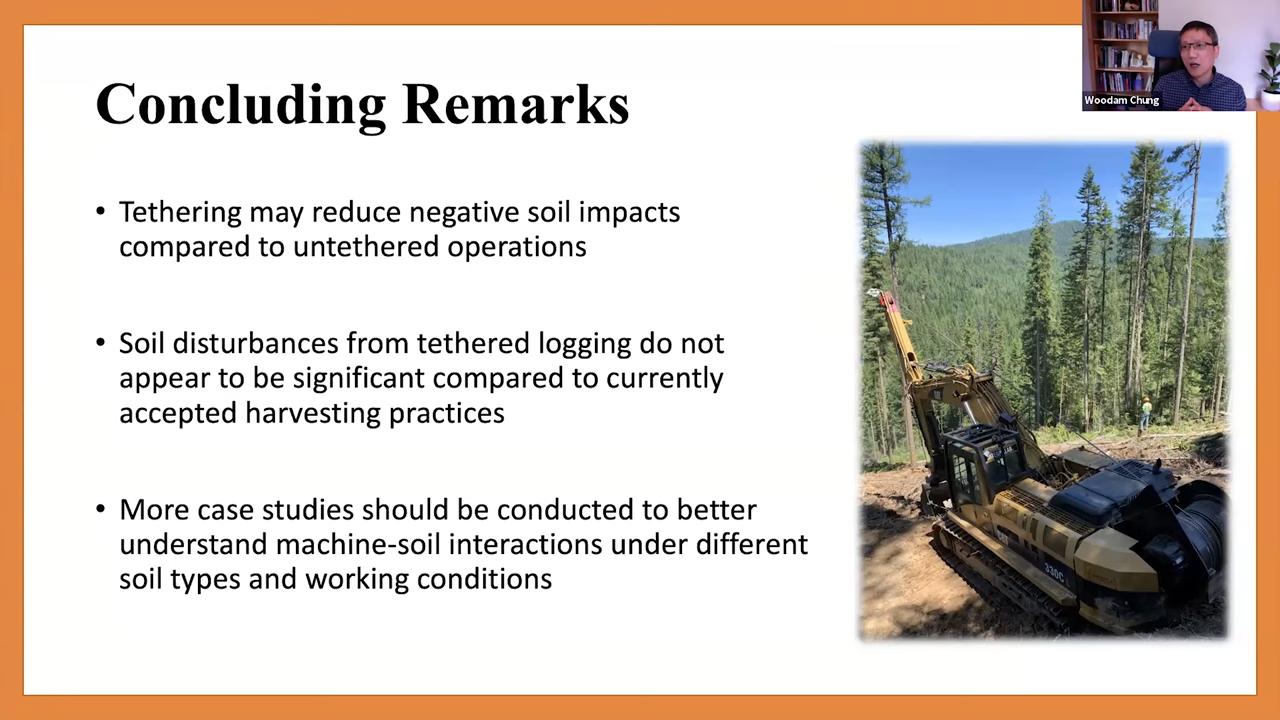 Concluding Remarks
Woodam Chung
• Tethering may reduce negative soil impacts
compared to untethered operations
• Soil disturbances from tethered logging do not
appear to be significant compared to currently
accepted harvesting practices
• More case studies should be conducted to better
understand machine-soil interactions under different
soil types and working conditions
CAT
330C